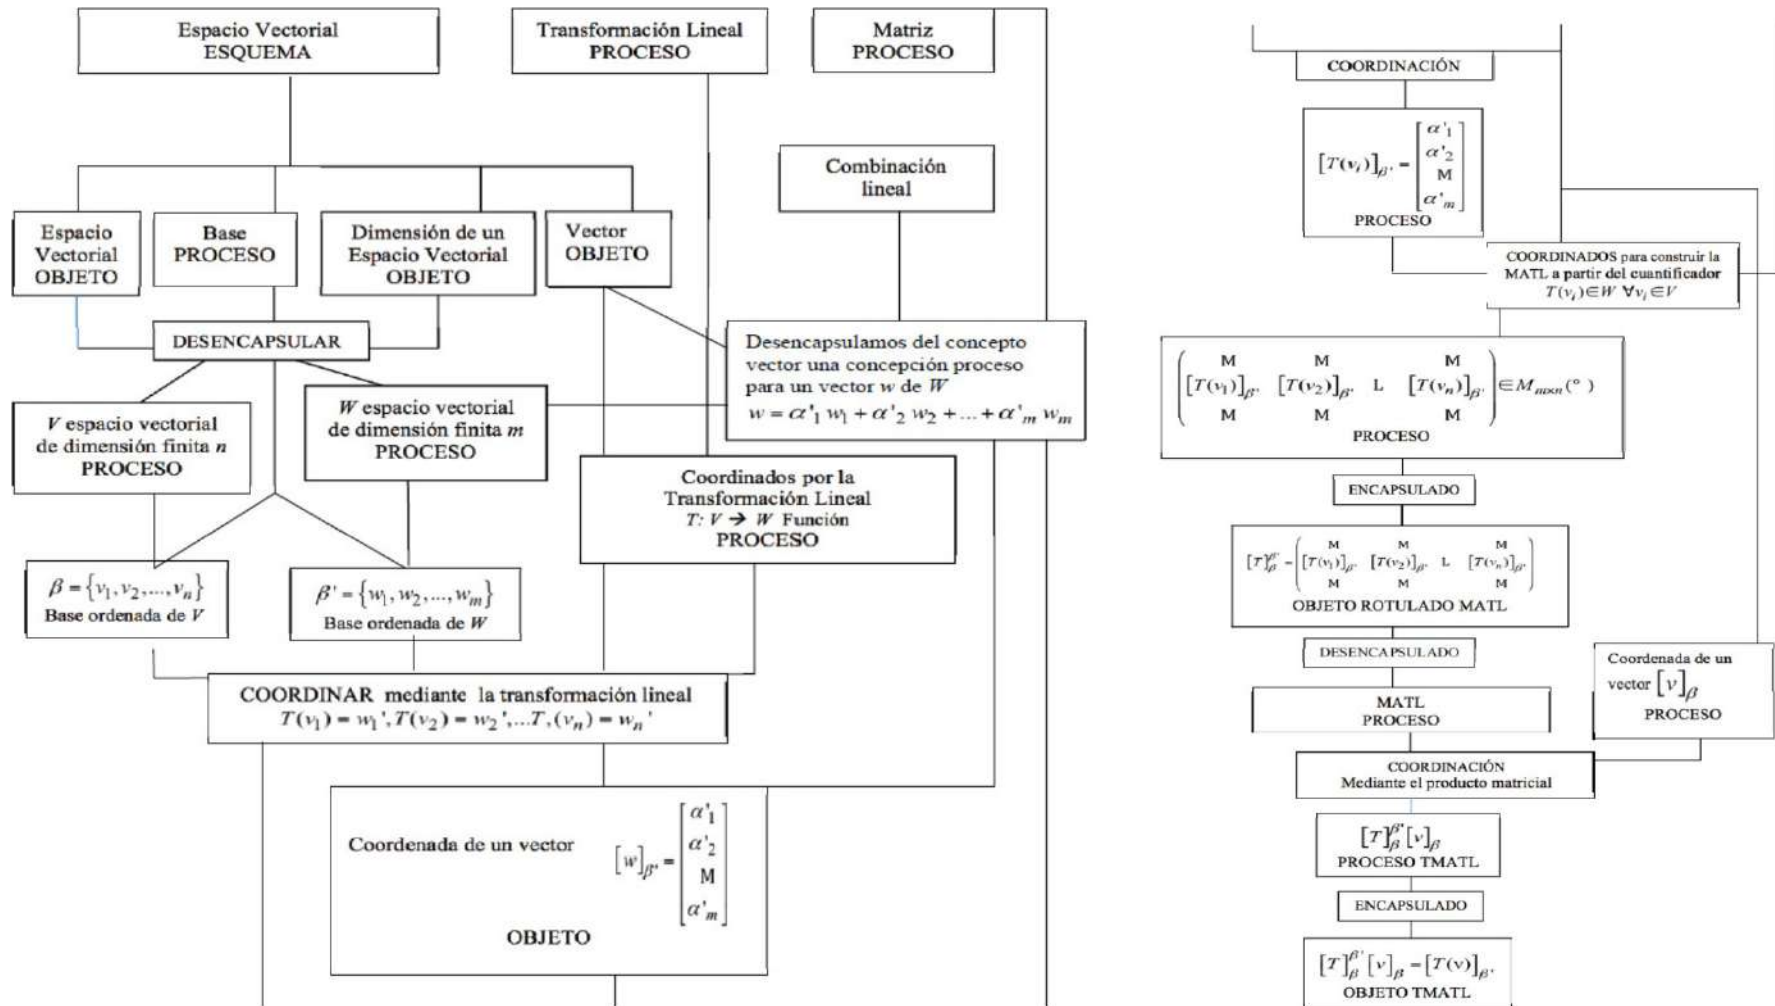 Espacio Vectorial
ESQUEMA
Transformación Lineal
PROCESO
Matriz
PROCESO
Combinación
lineal
Espacio
Vectorial
OBJETO
Base
PROCESO
Dimensión de un
Espacio Vectorial
OBJETO
Vector
OBJETO
DESENCAPSULAR
Desencapsulamos del concepto
vector una concepción proceso
para un vector w de W
w = α'₁ w₁ + α'₂ w₂ + ... + α'ₘ wₘ
V espacio vectorial
de dimensión finita n
PROCESO
W espacio vectorial
de dimensión finita m
PROCESO
Coordinados por la
Transformación Lineal
T: V → W Función
PROCESO
β = {v₁, v₂, ..., vₙ}
Base ordenada de V
β' = {w₁, w₂, ..., wₘ}
Base ordenada de W
COORDINAR mediante la transformación lineal
T(v₁) = w₁', T(v₂) = w₂', ...T, (vₙ) = wₙ'
Coordenada de un vector
[w]β' =
α'₁
α'₂
M
α'ₘ
OBJETO
COORDINACIÓN
[T(vᵢ)]β' =
α'₁
α'₂
M
α'ₘ
PROCESO
COORDINADOS para construir la
MATL a partir del cuantificador
T(vᵢ)∈W ∀vᵢ∈V
M M M
[T(v₁)]β' [T(v₂)]β' L [T(vₙ)]β' ∈ Mₘₓₙ(° )
M M M
PROCESO
ENCAPSULADO
M M M
[T]β^β' = [T(v₁)]β' [T(v₂)]β' L [T(vₙ)]β'
M M M
OBJETO ROTULADO MATL
DESENCAPSULADO
MATL
PROCESO
Coordenada de un
vector [v]β
PROCESO
COORDINACIÓN
Mediante el producto matricial
[T]β^β' [v]β
PROCESO TMATL
ENCAPSULADO
[T]β^β' [v]β = [T(v)]β'
OBJETO TMATL